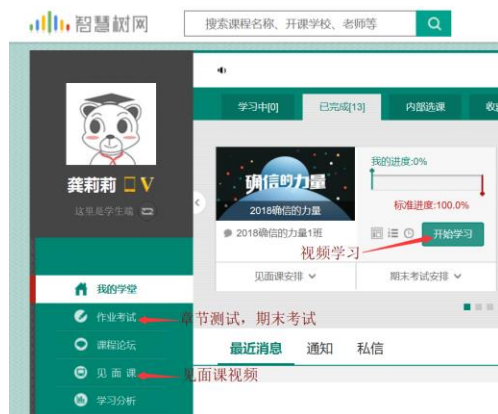 智慧树网
搜索课程名称、开课学校、老师等
学习中[0]
已完成[13]
内部选课
龚莉莉 V
这里是学生端
确信的力量
2018确信的力量
2018确信的力量1班
我的进度:0%
标准进度:100.0%
开始学习
视频学习
见面课安排
期末考试安排
我的学堂
作业考试
章节测试，期末考试
课程论坛
最近消息
通知
私信
见面课
见面课视频
学习分析